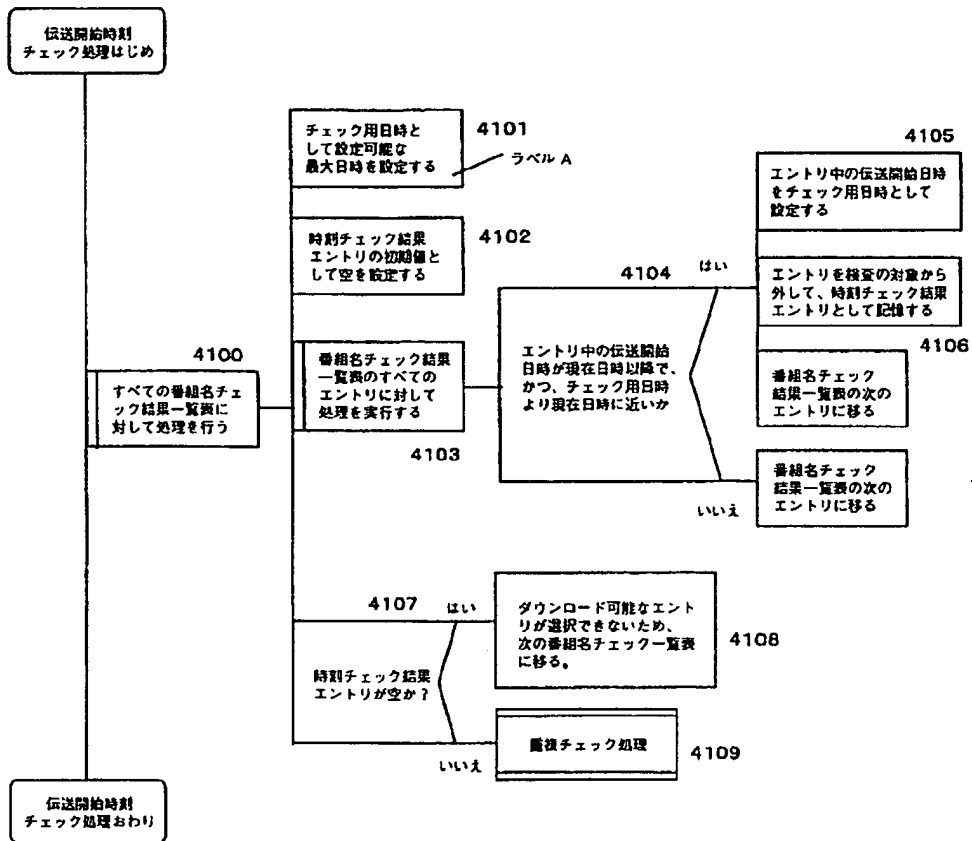 伝送開始時刻
チェック処理はじめ
チェック用日時と
して設定可能な
最大日時を設定する
4101
ラベル A
時刻チェック結果
エントリの初期値と
して空を設定する
4102
4100
すべての番組名チェ
ック結果一覧表に
対して処理を行う
番組名チェック結果
一覧表のすべての
エントリに対して
処理を実行する
4103
4104
はい
エントリ中の伝送開始
日時が現在日時以降で、
かつ、チェック用日時
より現在日時に近いか
いいえ
4105
エントリ中の伝送開始日時
をチェック用日時として
設定する
エントリを検査の対象から
外して、時刻チェック結果
エントリとして記憶する
4106
番組名チェック
結果一覧表の次の
エントリに移る
番組名チェック
結果一覧表の次の
エントリに移る
4107
はい
時刻チェック結果
エントリが空か？
いいえ
ダウンロード可能なエント
リが選択できないため、
次の番組名チェック一覧表
に移る。
4108
重複チェック処理
4109
伝送開始時刻
チェック処理おわり